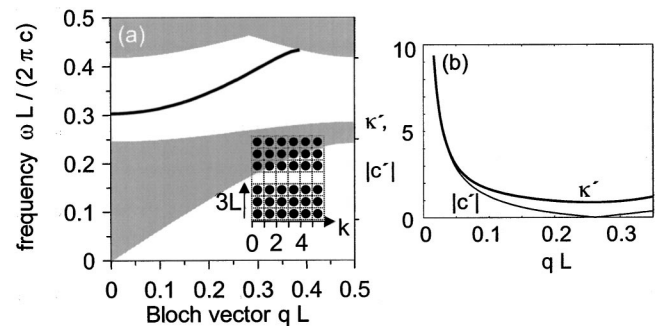 (a)
frequency ω L / (2 π c)
0.5
0.4
0.3
0.2
0.1
0
3L
0 2 4
k
0 0.1 0.2 0.3 0.4 0.5
Bloch vector q L
(b)
κ´,
|c´|
10
5
0
κ´
|c´|
0 0.1 0.2 0.3
q L